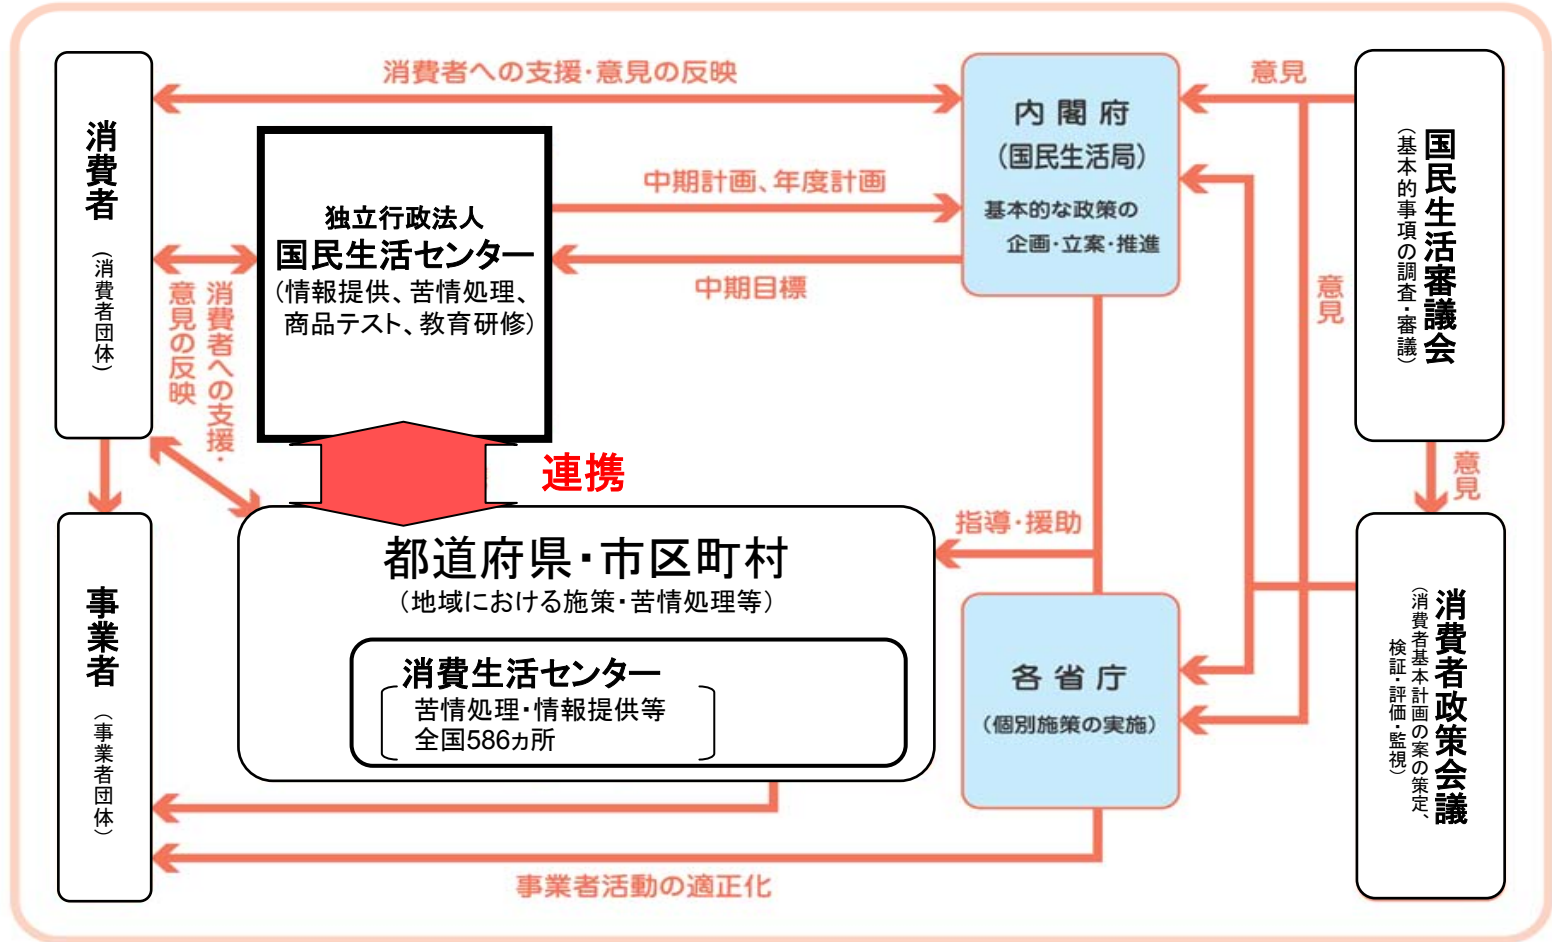 消費者
（消費者団体）
消費者への支援・意見の反映
独立行政法人
国民生活センター
（情報提供、苦情処理、
商品テスト、教育研修）
中期計画、年度計画
中期目標
内閣府
（国民生活局）
基本的な政策の
企画・立案・推進
意見
国民生活審議会
（基本的事項の調査・審議）
意見
意見
消費者への支援・
意見の反映
連携
事業者
（事業者団体）
都道府県・市区町村
（地域における施策・苦情処理等）
消費生活センター
苦情処理・情報提供等
全国586ヵ所
指導・援助
各省庁
（個別施策の実施）
消費者政策会議
（消費者基本計画の案の策定、
検証・評価・監視）
事業者活動の適正化